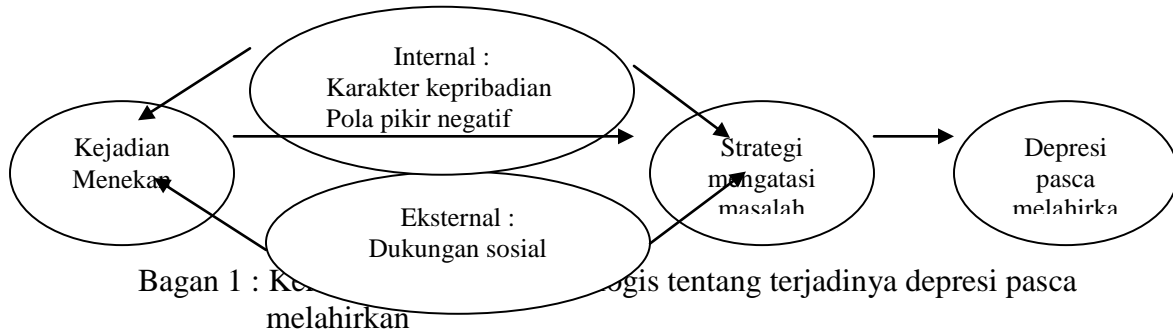 Internal :
Karakter kepribadian
Pola pikir negatif
Kejadian
Menekan
Strategi
mengatasi
masalah
Depresi
pasca
melahirka
Eksternal :
Dukungan sosial
Bagan 1 : ogis tentang terjadinya depresi pasca
melahirkan